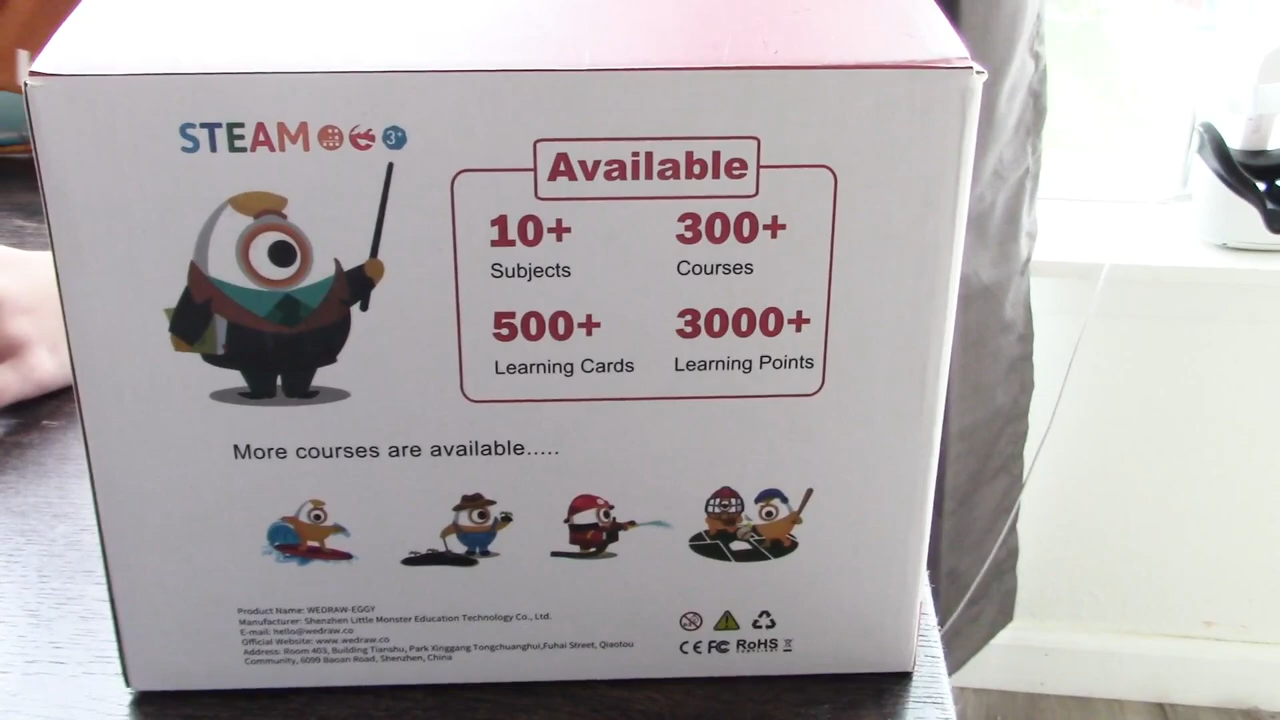 STEAM 3+
Available
10+ 300+
Subjects Courses
500+ 3000+
Learning Cards Learning Points
More courses are available.....
Product Name: WEDRAW-EGGY
Manufacturer: Shenzhen Little Monster Education Technology Co., Ltd.
E-mail: hello@wedraw.co
Official Website: www.wedraw.co
Address: Room 403, Building Tianshu, Park Xinggang Tongchuanghui,Fuhai Street, Qiaotou
Community, 6099 Baoan Road, Shenzhen, China
CE FC RoHS